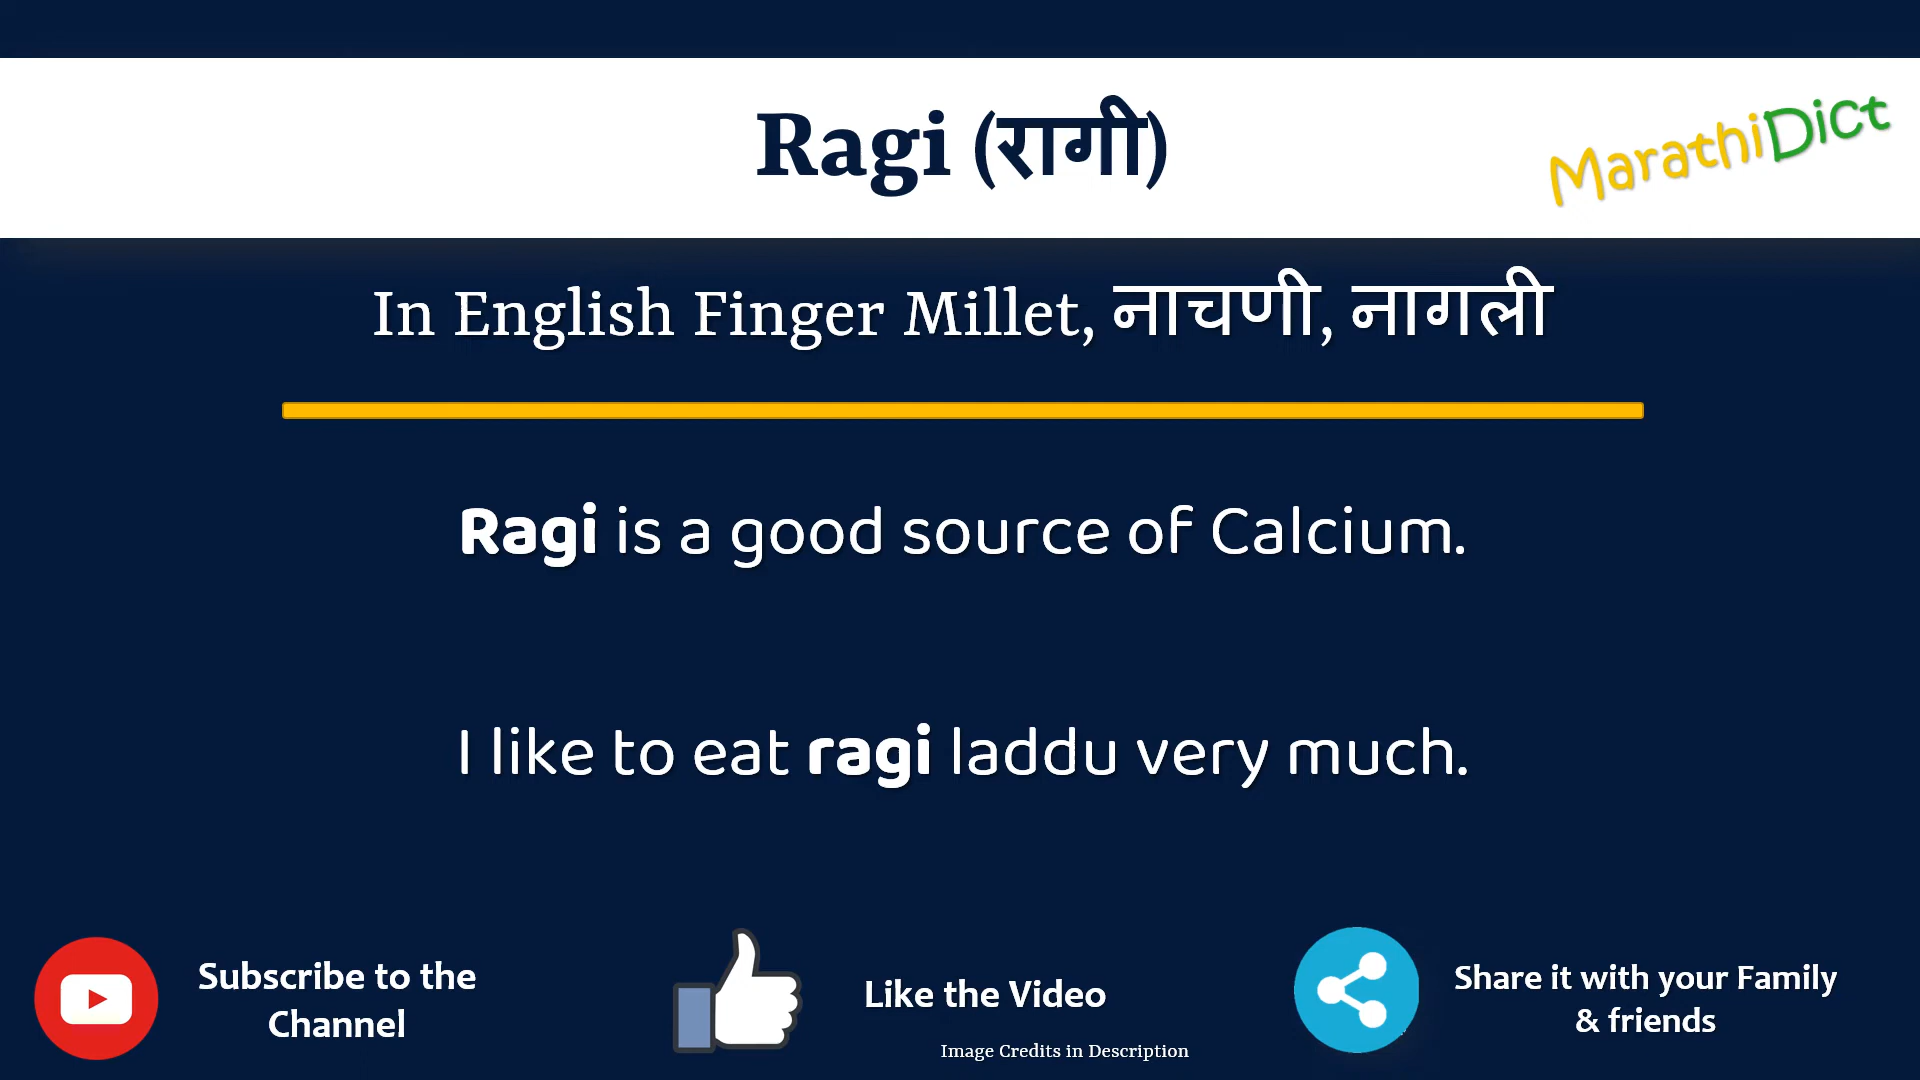 Ragi (रागी)
MarathiDict
In English Finger Millet, नाचणी, नागली
Ragi is a good source of Calcium.
I like to eat ragi laddu very much.
Subscribe to the
Channel
Like the Video
Share it with your Family
& friends
Image Credits in Description